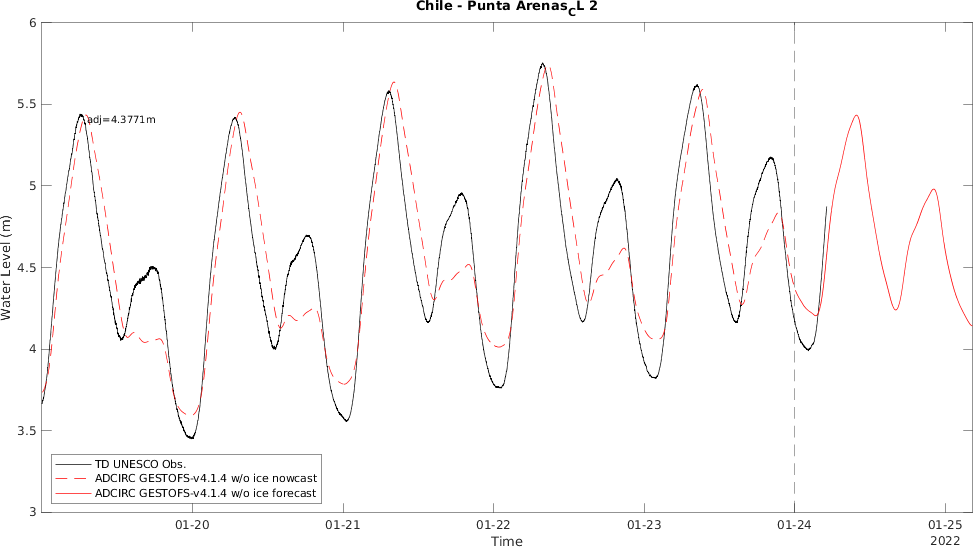 Chile - Punta Arenas_CL 2
6
5.5
adj=4.3771m
5
4.5
4
3.5
3
Water Level (m)
TD UNESCO Obs.
ADCIRC GESTOFS-v4.1.4 w/o ice nowcast
ADCIRC GESTOFS-v4.1.4 w/o ice forecast
01-20 01-21 01-22 01-23 01-24 01-25
Time 2022